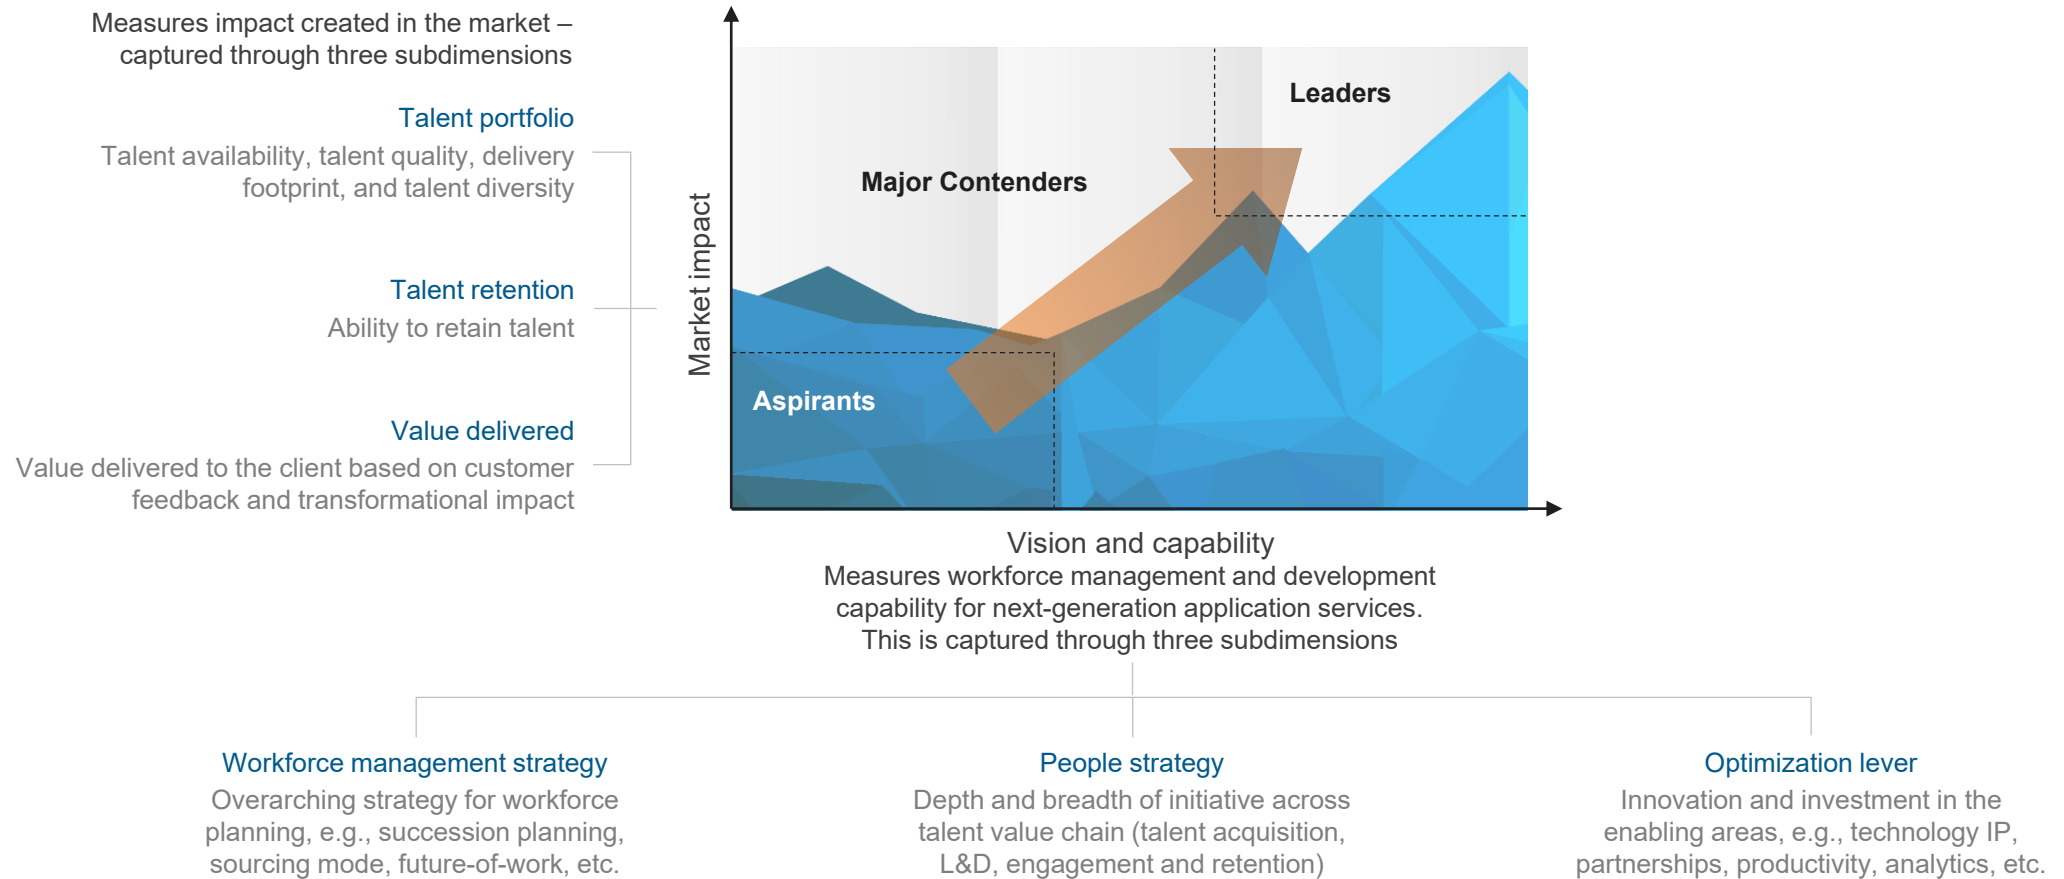 Measures impact created in the market –
captured through three subdimensions
Talent portfolio
Talent availability, talent quality, delivery
footprint, and talent diversity
Talent retention
Ability to retain talent
Value delivered
Value delivered to the client based on customer
feedback and transformational impact
Market impact
Leaders
Major Contenders
Aspirants
Vision and capability
Measures workforce management and development
capability for next-generation application services.
This is captured through three subdimensions
Workforce management strategy
Overarching strategy for workforce
planning, e.g., succession planning,
sourcing mode, future-of-work, etc.
People strategy
Depth and breadth of initiative across
talent value chain (talent acquisition,
L&D, engagement and retention)
Optimization lever
Innovation and investment in the
enabling areas, e.g., technology IP,
partnerships, productivity, analytics, etc.